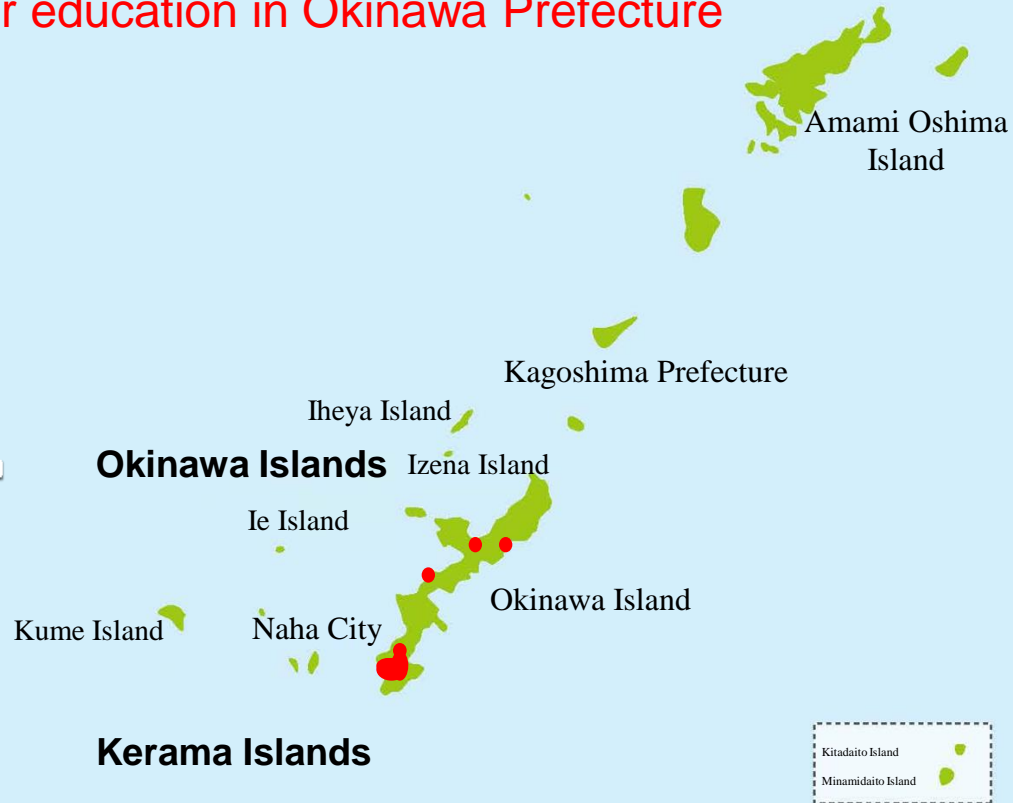 r education in Okinawa Prefecture
Amami Oshima
Island
Kagoshima Prefecture
Iheya Island
Okinawa Islands
Izena Island
Ie Island
Okinawa Island
Kume Island
Naha City
Kerama Islands
Kitadaito Island
Minamidaito Island